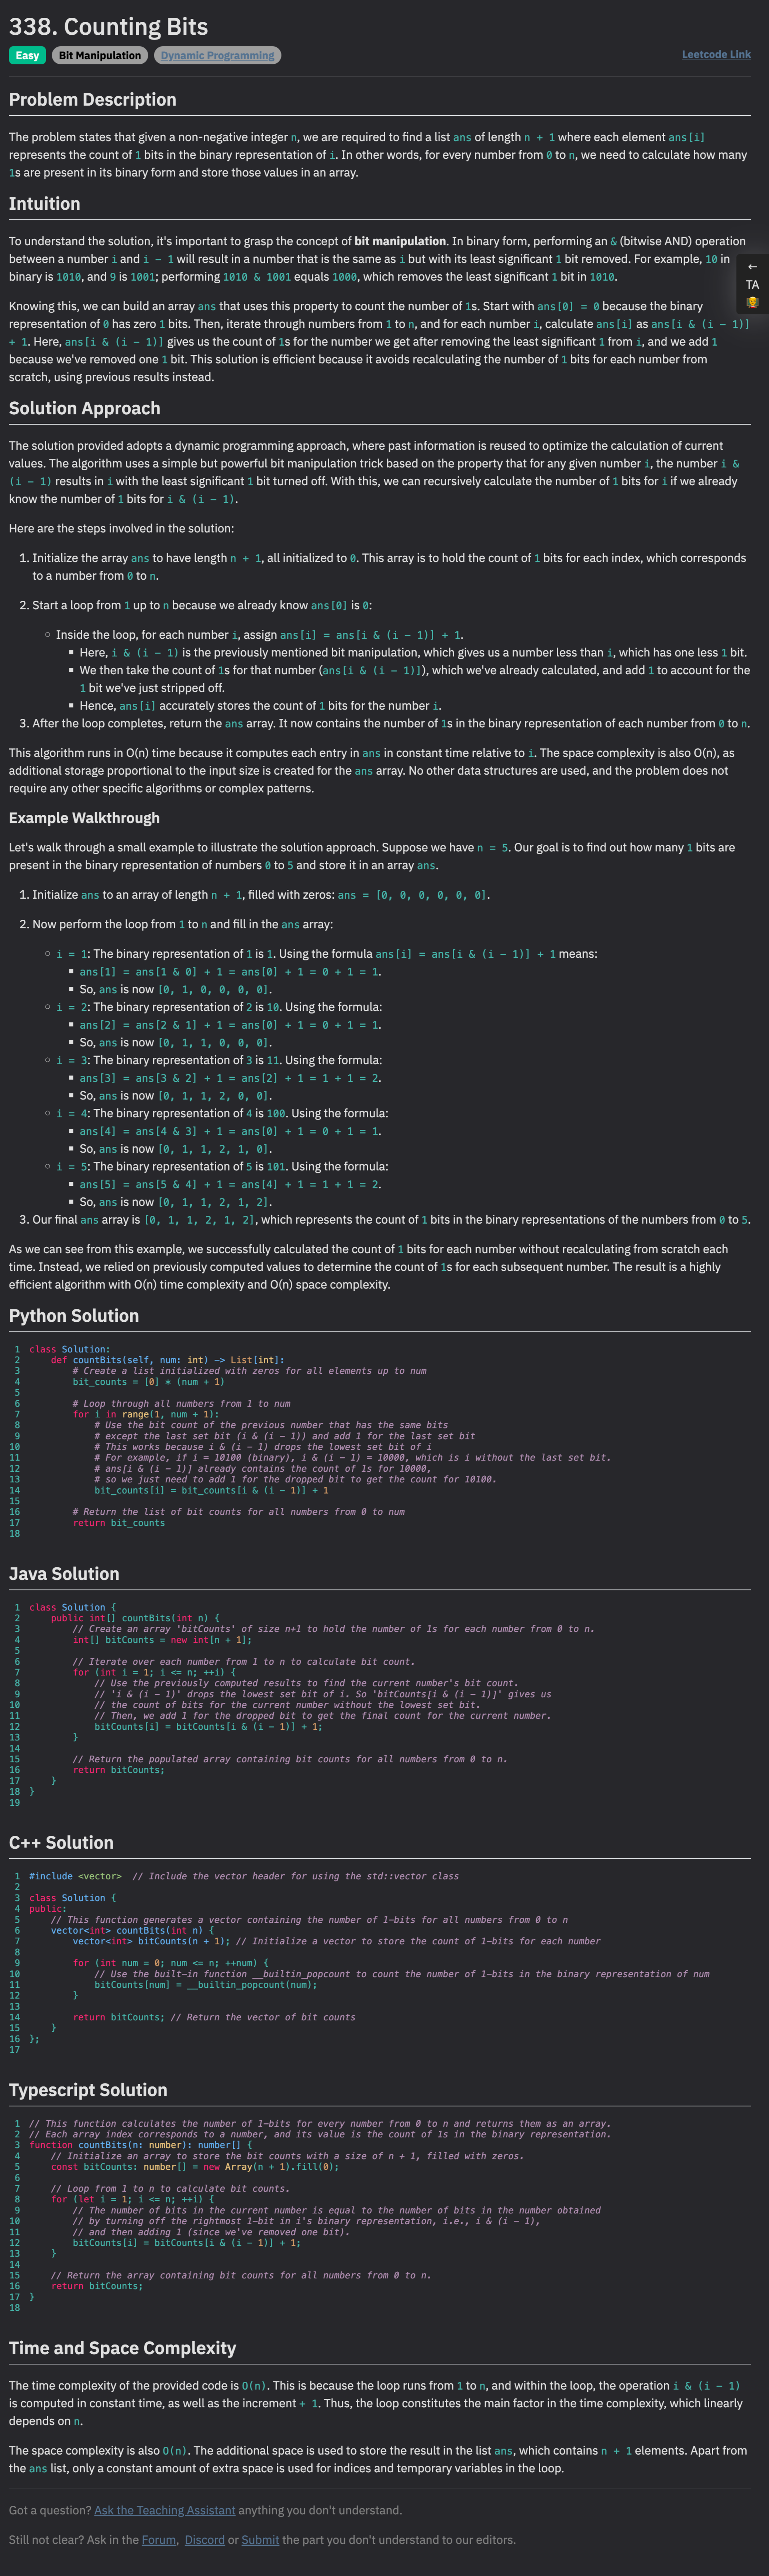 338. Counting Bits
Easy Bit Manipulation Dynamic Programming Leetcode Link
Problem Description
The problem states that given a non-negative integer n, we are required to find a list ans of length n + 1 where each element ans[i]
represents the count of 1 bits in the binary representation of i. In other words, for every number from 0 to n, we need to calculate how many
1s are present in its binary form and store those values in an array.
Intuition
To understand the solution, it's important to grasp the concept of bit manipulation. In binary form, performing an & (bitwise AND) operation
between a number i and i - 1 will result in a number that is the same as i but with its least significant 1 bit removed. For example, 10 in
binary is 1010, and 9 is 1001; performing 1010 & 1001 equals 1000, which removes the least significant 1 bit in 1010.
←
TA
Knowing this, we can build an array ans that uses this property to count the number of 1s. Start with ans[0] = 0 because the binary
representation of 0 has zero 1 bits. Then, iterate through numbers from 1 to n, and for each number i, calculate ans[i] as ans[i & (i - 1)]
+ 1. Here, ans[i & (i - 1)] gives us the count of 1s for the number we get after removing the least significant 1 from i, and we add 1
because we've removed one 1 bit. This solution is efficient because it avoids recalculating the number of 1 bits for each number from
scratch, using previous results instead.
Solution Approach
The solution provided adopts a dynamic programming approach, where past information is reused to optimize the calculation of current
values. The algorithm uses a simple but powerful bit manipulation trick based on the property that for any given number i, the number i &
(i - 1) results in i with the least significant 1 bit turned off. With this, we can recursively calculate the number of 1 bits for i if we already
know the number of 1 bits for i & (i - 1).
Here are the steps involved in the solution:
1. Initialize the array ans to have length n + 1, all initialized to 0. This array is to hold the count of 1 bits for each index, which corresponds
to a number from 0 to n.
2. Start a loop from 1 up to n because we already know ans[0] is 0:
Inside the loop, for each number i, assign ans[i] = ans[i & (i - 1)] + 1.
Here, i & (i - 1) is the previously mentioned bit manipulation, which gives us a number less than i, which has one less 1 bit.
We then take the count of 1s for that number (ans[i & (i - 1)]), which we've already calculated, and add 1 to account for the
1 bit we've just stripped off.
Hence, ans[i] accurately stores the count of 1 bits for the number i.
3. After the loop completes, return the ans array. It now contains the number of 1s in the binary representation of each number from 0 to n.
This algorithm runs in O(n) time because it computes each entry in ans in constant time relative to i. The space complexity is also O(n), as
additional storage proportional to the input size is created for the ans array. No other data structures are used, and the problem does not
require any other specific algorithms or complex patterns.
Example Walkthrough
Let's walk through a small example to illustrate the solution approach. Suppose we have n = 5. Our goal is to find out how many 1 bits are
present in the binary representation of numbers 0 to 5 and store it in an array ans.
1. Initialize ans to an array of length n + 1, filled with zeros: ans = [0, 0, 0, 0, 0, 0].
2. Now perform the loop from 1 to n and fill in the ans array:
i = 1: The binary representation of 1 is 1. Using the formula ans[i] = ans[i & (i - 1)] + 1 means:
ans[1] = ans[1 & 0] + 1 = ans[0] + 1 = 0 + 1 = 1.
So, ans is now [0, 1, 0, 0, 0, 0].
i = 2: The binary representation of 2 is 10. Using the formula:
ans[2] = ans[2 & 1] + 1 = ans[0] + 1 = 0 + 1 = 1.
So, ans is now [0, 1, 1, 0, 0, 0].
i = 3: The binary representation of 3 is 11. Using the formula:
ans[3] = ans[3 & 2] + 1 = ans[2] + 1 = 1 + 1 = 2.
So, ans is now [0, 1, 1, 2, 0, 0].
i = 4: The binary representation of 4 is 100. Using the formula:
ans[4] = ans[4 & 3] + 1 = ans[0] + 1 = 0 + 1 = 1.
So, ans is now [0, 1, 1, 2, 1, 0].
i = 5: The binary representation of 5 is 101. Using the formula:
ans[5] = ans[5 & 4] + 1 = ans[4] + 1 = 1 + 1 = 2.
So, ans is now [0, 1, 1, 2, 1, 2].
3. Our final ans array is [0, 1, 1, 2, 1, 2], which represents the count of 1 bits in the binary representations of the numbers from 0 to 5.
As we can see from this example, we successfully calculated the count of 1 bits for each number without recalculating from scratch each
time. Instead, we relied on previously computed values to determine the count of 1s for each subsequent number. The result is a highly
efficient algorithm with O(n) time complexity and O(n) space complexity.
Python Solution
1 class Solution:
2     def countBits(self, num: int) -> List[int]:
3         # Create a list initialized with zeros for all elements up to num
4         bit_counts = [0] * (num + 1)
5
6         # Loop through all numbers from 1 to num
7         for i in range(1, num + 1):
8             # Use the bit count of the previous number that has the same bits
9             # except the last set bit (i & (i - 1)) and add 1 for the last set bit
10             # This works because i & (i - 1) drops the lowest set bit of i
11             # For example, if i = 10100 (binary), i & (i - 1) = 10000, which is i without the last set bit.
12             # ans[i & (i - 1)] already contains the count of 1s for 10000,
13             # so we just need to add 1 for the dropped bit to get the count for 10100.
14             bit_counts[i] = bit_counts[i & (i - 1)] + 1
15
16         # Return the list of bit counts for all numbers from 0 to num
17         return bit_counts
18
Java Solution
1 class Solution {
2     public int[] countBits(int n) {
3         // Create an array 'bitCounts' of size n+1 to hold the number of 1s for each number from 0 to n.
4         int[] bitCounts = new int[n + 1];
5
6         // Iterate over each number from 1 to n to calculate bit count.
7         for (int i = 1; i <= n; ++i) {
8             // Use the previously computed results to find the current number's bit count.
9             // 'i & (i - 1)' drops the lowest set bit of i. So 'bitCounts[i & (i - 1)]' gives us
10             // the count of bits for the current number without the lowest set bit.
11             // Then, we add 1 for the dropped bit to get the final count for the current number.
12             bitCounts[i] = bitCounts[i & (i - 1)] + 1;
13         }
14
15         // Return the populated array containing bit counts for all numbers from 0 to n.
16         return bitCounts;
17     }
18 }
19
C++ Solution
1 #include <vector>  // Include the vector header for using the std::vector class
2
3 class Solution {
4 public:
5     // This function generates a vector containing the number of 1-bits for all numbers from 0 to n
6     vector<int> countBits(int n) {
7         vector<int> bitCounts(n + 1); // Initialize a vector to store the count of 1-bits for each number
8
9         for (int num = 0; num <= n; ++num) {
10             // Use the built-in function __builtin_popcount to count the number of 1-bits in the binary representation of num
11             bitCounts[num] = __builtin_popcount(num);
12         }
13
14         return bitCounts; // Return the vector of bit counts
15     }
16 };
17
Typescript Solution
1 // This function calculates the number of 1-bits for every number from 0 to n and returns them as an array.
2 // Each array index corresponds to a number, and its value is the count of 1s in the binary representation.
3 function countBits(n: number): number[] {
4     // Initialize an array to store the bit counts with a size of n + 1, filled with zeros.
5     const bitCounts: number[] = new Array(n + 1).fill(0);
6
7     // Loop from 1 to n to calculate bit counts.
8     for (let i = 1; i <= n; ++i) {
9         // The number of bits in the current number is equal to the number of bits in the number obtained
10         // by turning off the rightmost 1-bit in i's binary representation, i.e., i & (i - 1),
11         // and then adding 1 (since we've removed one bit).
12         bitCounts[i] = bitCounts[i & (i - 1)] + 1;
13     }
14
15     // Return the array containing bit counts for all numbers from 0 to n.
16     return bitCounts;
17 }
18
Time and Space Complexity
The time complexity of the provided code is O(n). This is because the loop runs from 1 to n, and within the loop, the operation i & (i - 1)
is computed in constant time, as well as the increment + 1. Thus, the loop constitutes the main factor in the time complexity, which linearly
depends on n.
The space complexity is also O(n). The additional space is used to store the result in the list ans, which contains n + 1 elements. Apart from
the ans list, only a constant amount of extra space is used for indices and temporary variables in the loop.
Got a question? Ask the Teaching Assistant anything you don't understand.
Still not clear? Ask in the Forum, Discord or Submit the part you don't understand to our editors.